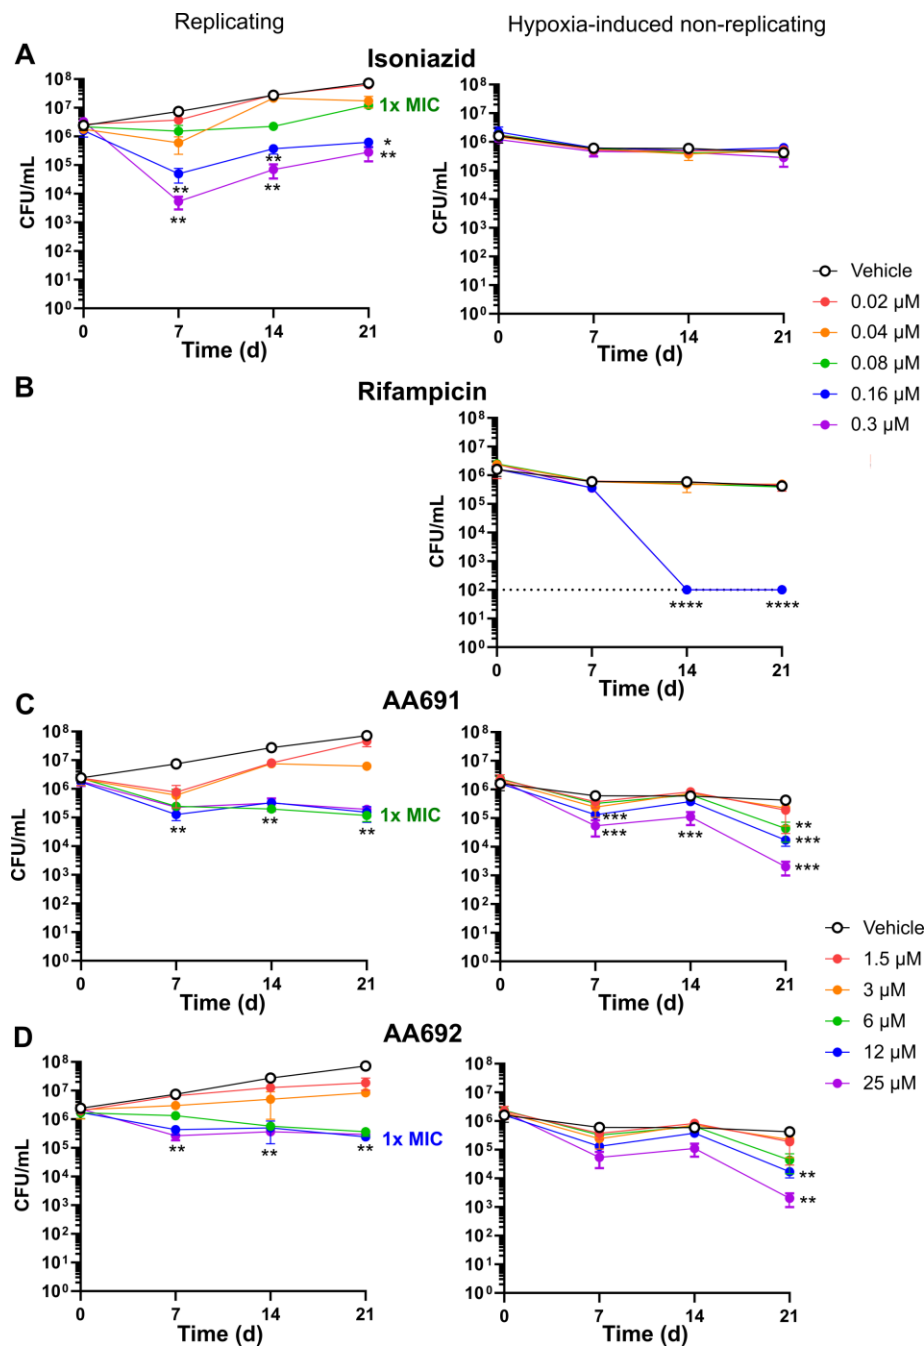 Replicating
Hypoxia-induced non-replicating
A
Isoniazid
CFU/mL
10⁸
10⁷
10⁶
10⁵
10⁴
10³
10²
10¹
10⁰
1x MIC
*
**
**
**
**
**
0 7 14 21
Time (d)
CFU/mL
10⁸
10⁷
10⁶
10⁵
10⁴
10³
10²
10¹
10⁰
0 7 14 21
Time (d)
Vehicle
0.02 µM
0.04 µM
0.08 µM
0.16 µM
0.3 µM
B
Rifampicin
CFU/mL
10⁸
10⁷
10⁶
10⁵
10⁴
10³
10²
10¹
10⁰
**** ****
0 7 14 21
Time (d)
C
AA691
CFU/mL
10⁸
10⁷
10⁶
10⁵
10⁴
10³
10²
10¹
10⁰
1x MIC
** ** **
0 7 14 21
Time (d)
CFU/mL
10⁸
10⁷
10⁶
10⁵
10⁴
10³
10²
10¹
10⁰
***
***
***
**
***
***
0 7 14 21
Time (d)
Vehicle
1.5 µM
3 µM
6 µM
12 µM
25 µM
D
AA692
CFU/mL
10⁸
10⁷
10⁶
10⁵
10⁴
10³
10²
10¹
10⁰
1x MIC
** ** **
0 7 14 21
Time (d)
CFU/mL
10⁸
10⁷
10⁶
10⁵
10⁴
10³
10²
10¹
10⁰
**
**
0 7 14 21
Time (d)